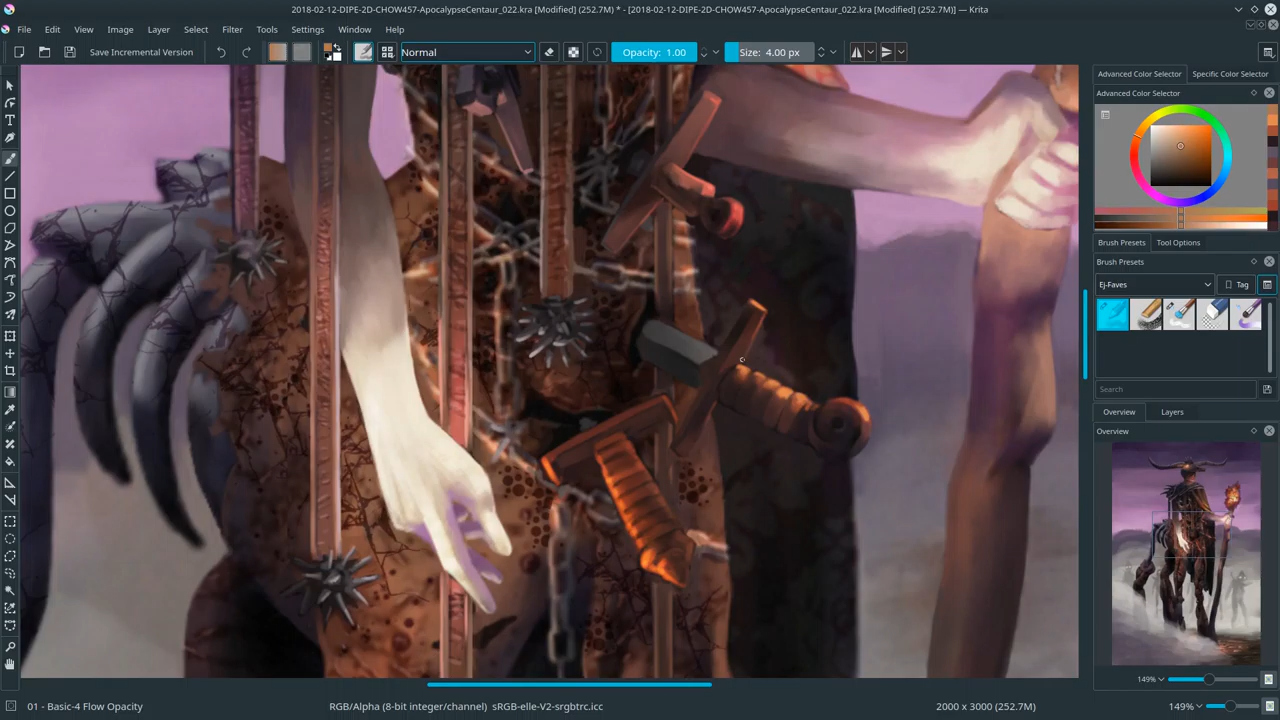 2018-02-12-DIPE-2D-CHOW457-ApocalypseCentaur_022.kra [Modified] (252.7M) * - [2018-02-12-DIPE-2D-CHOW457-ApocalypseCentaur_022.kra [Modified] (252.7M)] — Krita
File Edit View Image Layer Select Filter Tools Settings Window Help
Save Incremental Version Normal Opacity: 1.00 Size: 4.00 px
Advanced Color Selector Specific Color Selector
Advanced Color Selector
Brush Presets Tool Options
Brush Presets
Ej-Faves Tag
Search
Overview Layers
Overview
149%
01 - Basic-4 Flow Opacity RGB/Alpha (8-bit integer/channel) sRGB-elle-V2-srgbtrc.icc 2000 x 3000 (252.7M) 149%